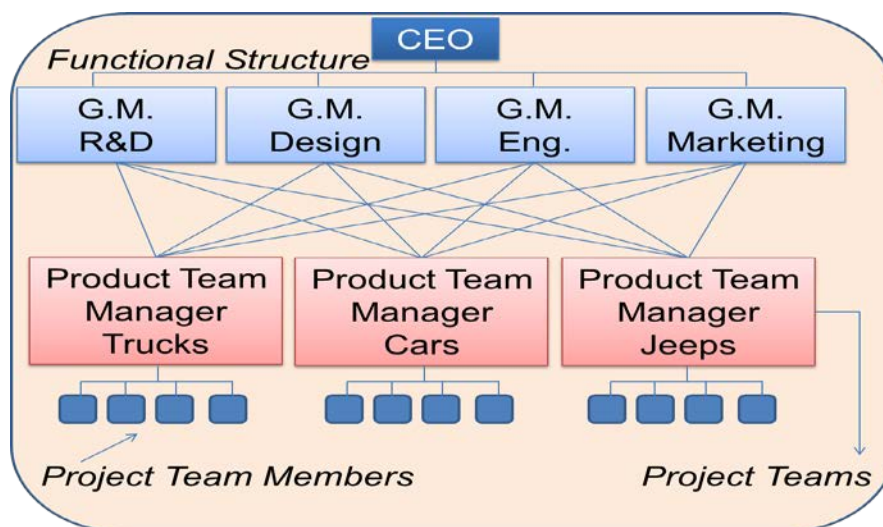 CEO
Functional Structure
G.M.
R&D
G.M.
Design
G.M.
Eng.
G.M.
Marketing
Product Team
Manager
Trucks
Product Team
Manager
Cars
Product Team
Manager
Jeeps
Project Team Members
Project Teams